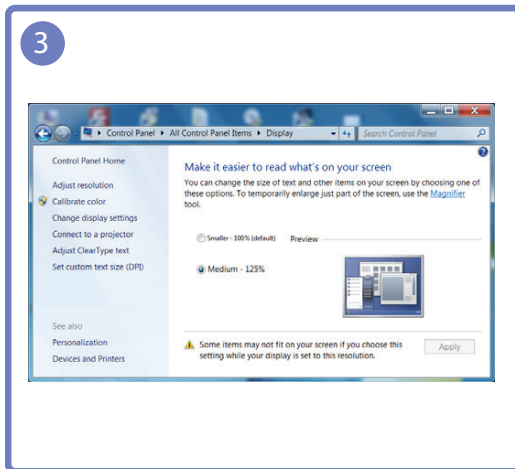 3
Control Panel ▸ All Control Panel Items ▸ Display
Search Control Panel
Control Panel Home
Adjust resolution
Calibrate color
Change display settings
Connect to a projector
Adjust ClearType text
Set custom text size (DPI)
See also
Personalization
Devices and Printers
Make it easier to read what's on your screen
You can change the size of text and other items on your screen by choosing one of
these options. To temporarily enlarge just part of the screen, use the Magnifier
tool.
Smaller - 100% (default) Preview
Medium - 125%
Some items may not fit on your screen if you choose this
setting while your display is set to this resolution.
Apply